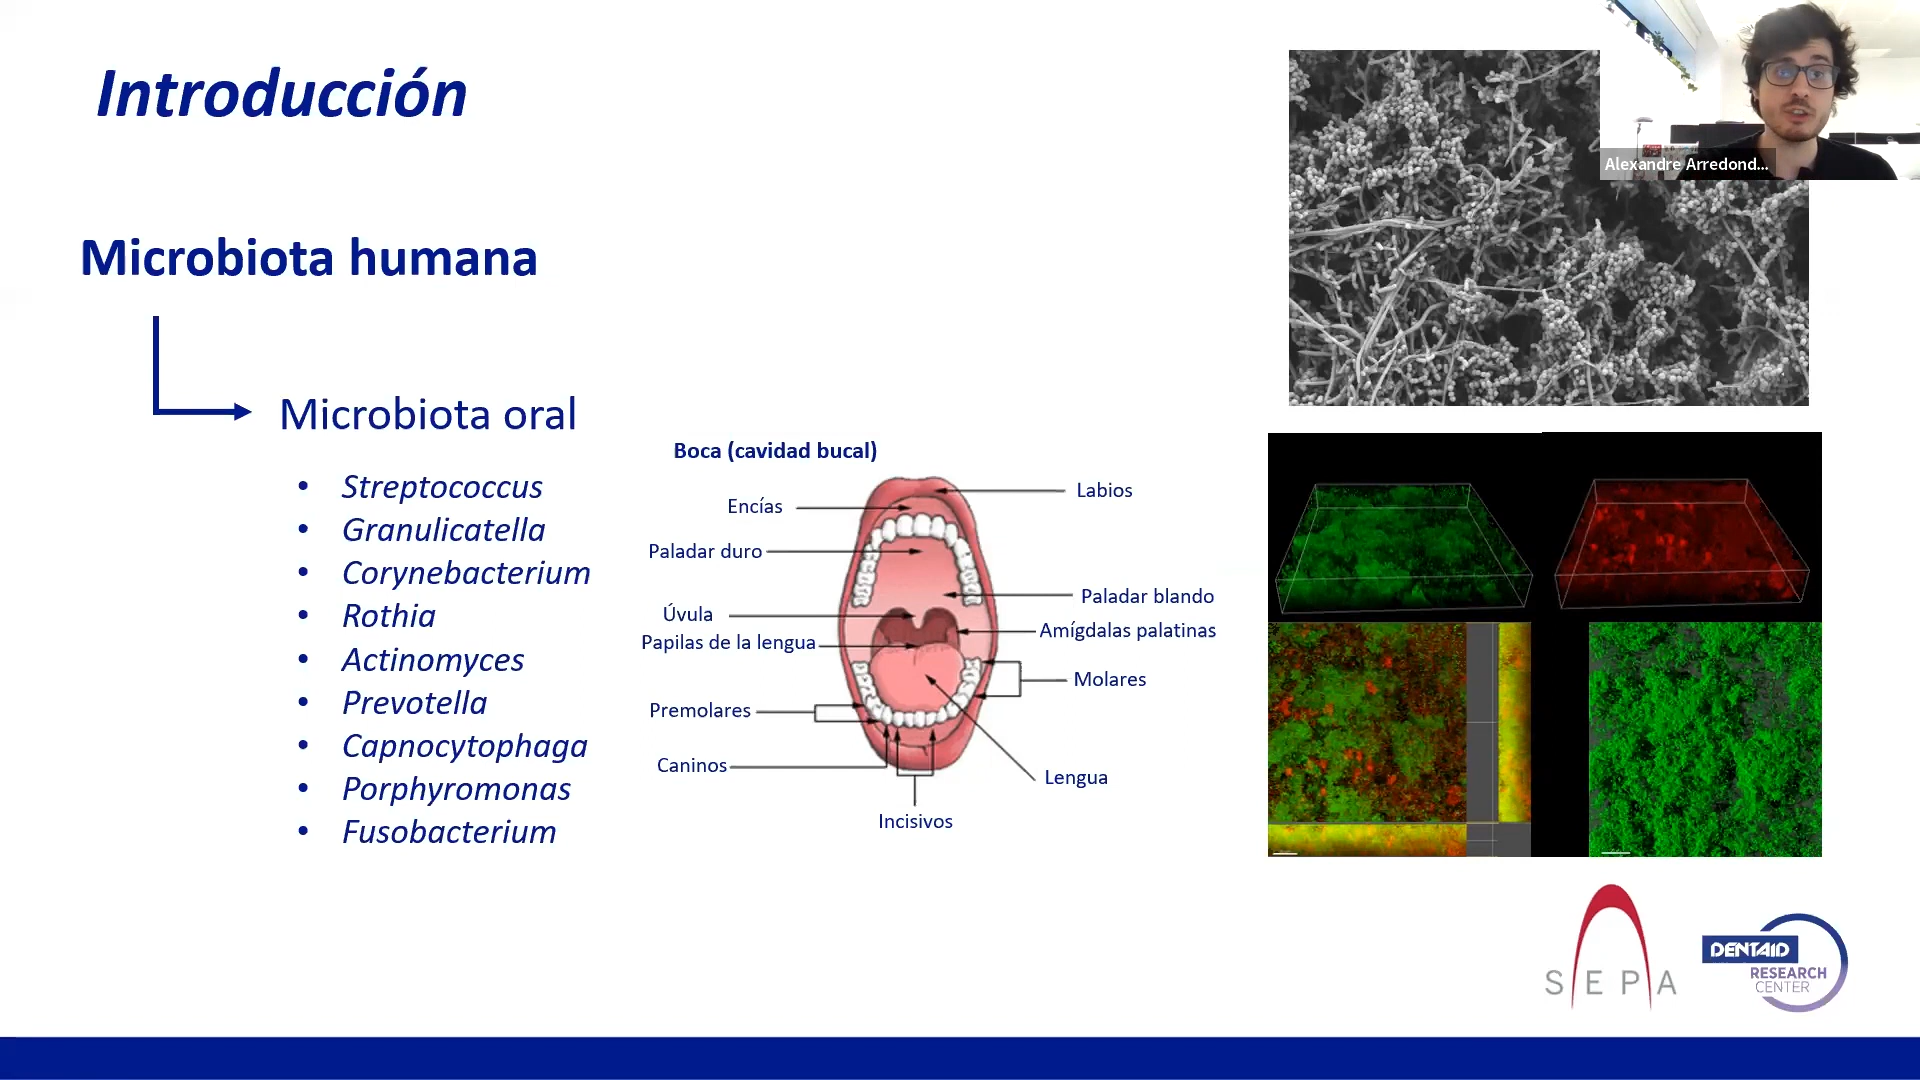 Introducción
Alexandre Arredond...
Microbiota humana
Microbiota oral
• Streptococcus
• Granulicatella
• Corynebacterium
• Rothia
• Actinomyces
• Prevotella
• Capnocytophaga
• Porphyromonas
• Fusobacterium
Boca (cavidad bucal)
Labios
Encías
Paladar duro
Paladar blando
Úvula
Amígdalas palatinas
Papilas de la lengua
Molares
Premolares
Caninos
Lengua
Incisivos
SEPA
DENTAID
RESEARCH
CENTER